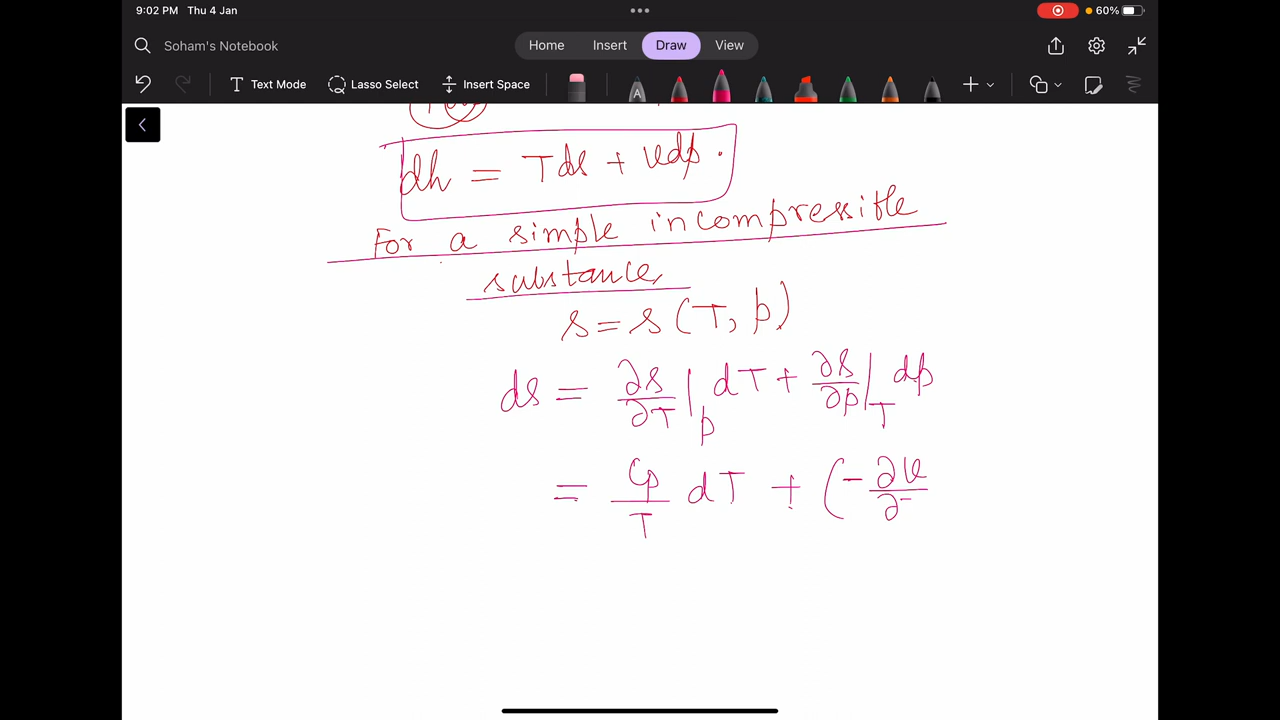 9:02 PM Thu 4 Jan
60%
Soham's Notebook
Home Insert Draw View
Text Mode Lasso Select Insert Space
A
dh = Tds + vdp.
For a simple incompressible
substance,
s = s(T, p)
ds = ∂s/∂T|p dT + ∂s/∂p|T dp
= Cp/T dT + (- ∂v/∂T